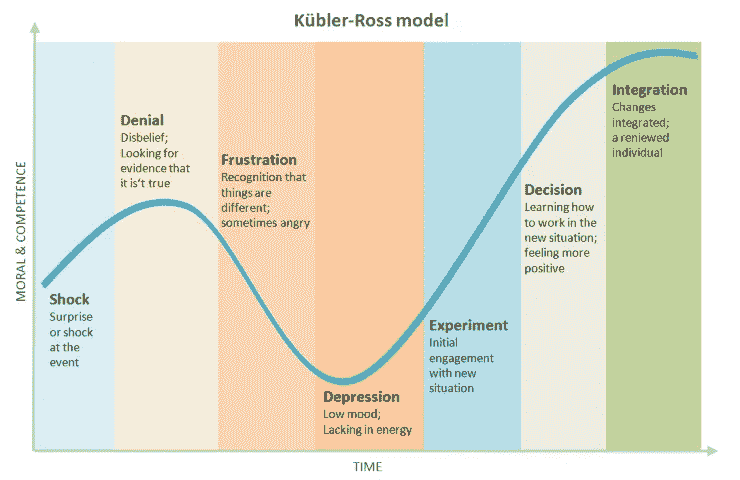 Kübler-Ross model
MORAL & COMPETENCE
Shock
Surprise
or shock
at the
event
Denial
Disbelief;
Looking for
evidence that
it is't true
Frustration
Recognition that
things are
different;
sometimes angry
Depression
Low mood;
Lacking in energy
Experiment
Initial
engagement
with new
situation
Decision
Learning how
to work in the
new situation;
feeling more
positive
Integration
Changes
integrated;
a reniewed
individual
TIME